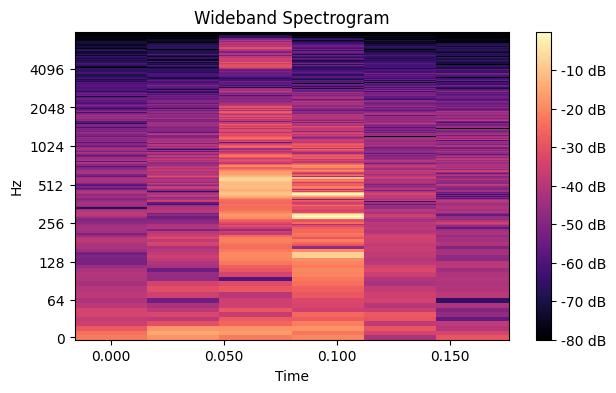 Wideband Spectrogram
Hz
4096
2048
1024
512
256
128
64
0
0.000 0.050 0.100 0.150
Time
-10 dB
-20 dB
-30 dB
-40 dB
-50 dB
-60 dB
-70 dB
-80 dB